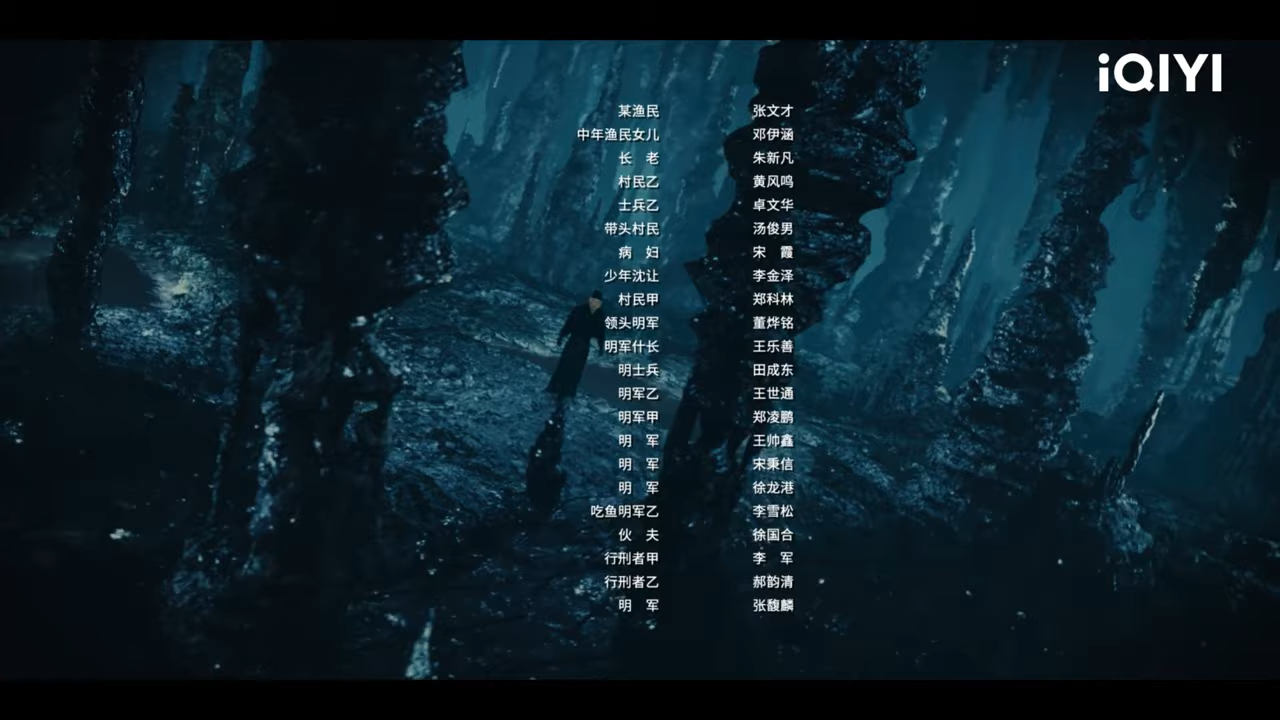 iQIYI
某渔民 张文才
中年渔民女儿 邓伊涵
长 老 朱新凡
村民乙 黄风鸣
士兵乙 卓文华
带头村民 汤俊男
病 妇 宋 霞
少年沈让 李金泽
村民甲 郑科林
领头明军 董烨铭
明军什长 王乐善
明士兵 田成东
明军乙 王世通
明军甲 郑凌鹏
明 军 王帅鑫
明 军 宋秉信
明 军 徐龙港
吃鱼明军乙 李雪松
伙 夫 徐国合
行刑者甲 李 军
行刑者乙 郝韵清
明 军 张馥麟